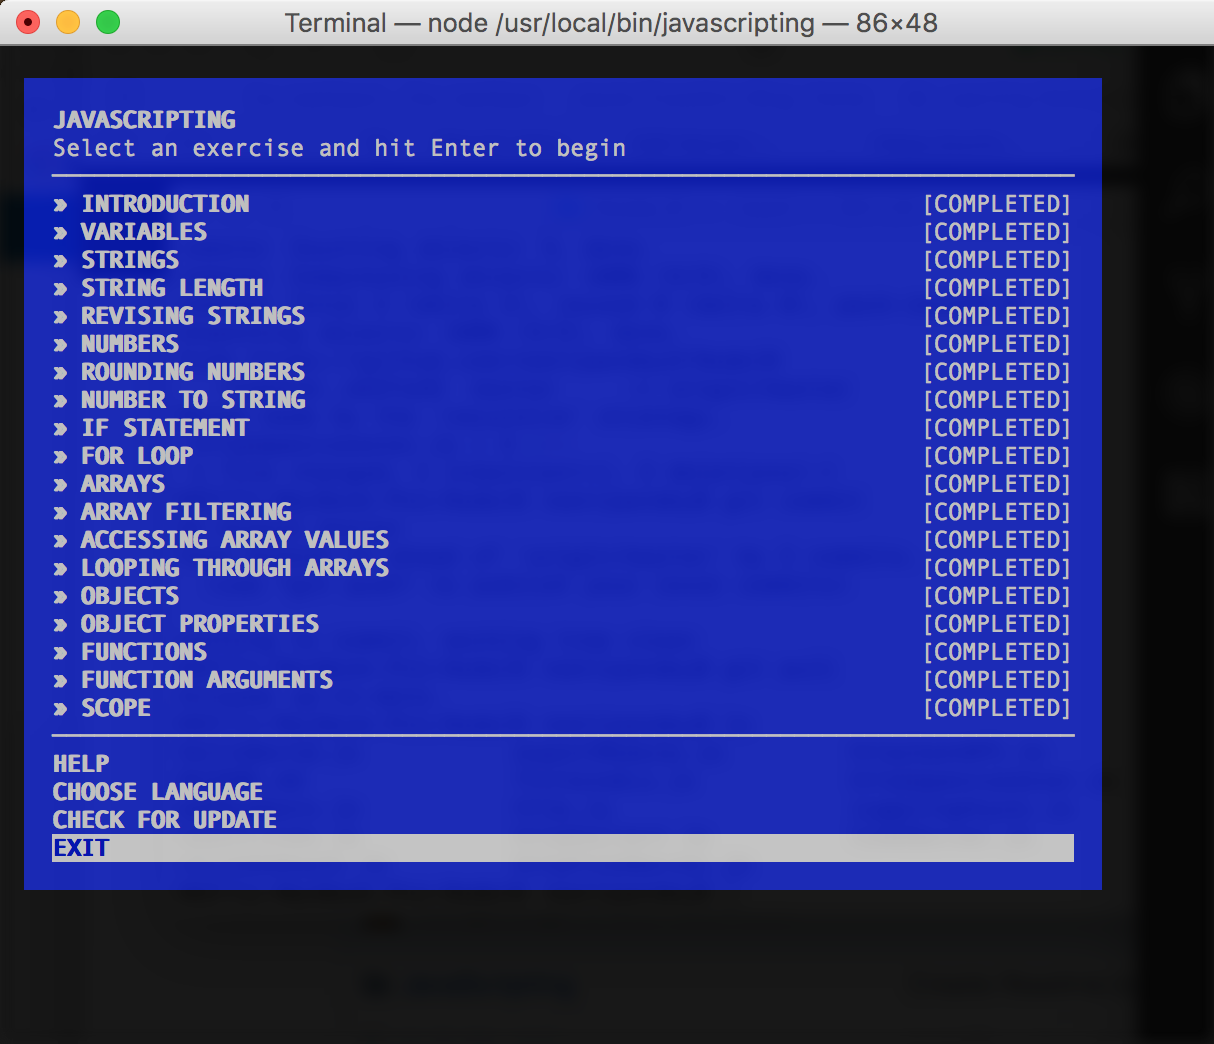 Terminal — node /usr/local/bin/javascripting — 86×48
JAVASCRIPTING
Select an exercise and hit Enter to begin
» INTRODUCTION [COMPLETED]
» VARIABLES [COMPLETED]
» STRINGS [COMPLETED]
» STRING LENGTH [COMPLETED]
» REVISING STRINGS [COMPLETED]
» NUMBERS [COMPLETED]
» ROUNDING NUMBERS [COMPLETED]
» NUMBER TO STRING [COMPLETED]
» IF STATEMENT [COMPLETED]
» FOR LOOP [COMPLETED]
» ARRAYS [COMPLETED]
» ARRAY FILTERING [COMPLETED]
» ACCESSING ARRAY VALUES [COMPLETED]
» LOOPING THROUGH ARRAYS [COMPLETED]
» OBJECTS [COMPLETED]
» OBJECT PROPERTIES [COMPLETED]
» FUNCTIONS [COMPLETED]
» FUNCTION ARGUMENTS [COMPLETED]
» SCOPE [COMPLETED]
HELP
CHOOSE LANGUAGE
CHECK FOR UPDATE
EXIT